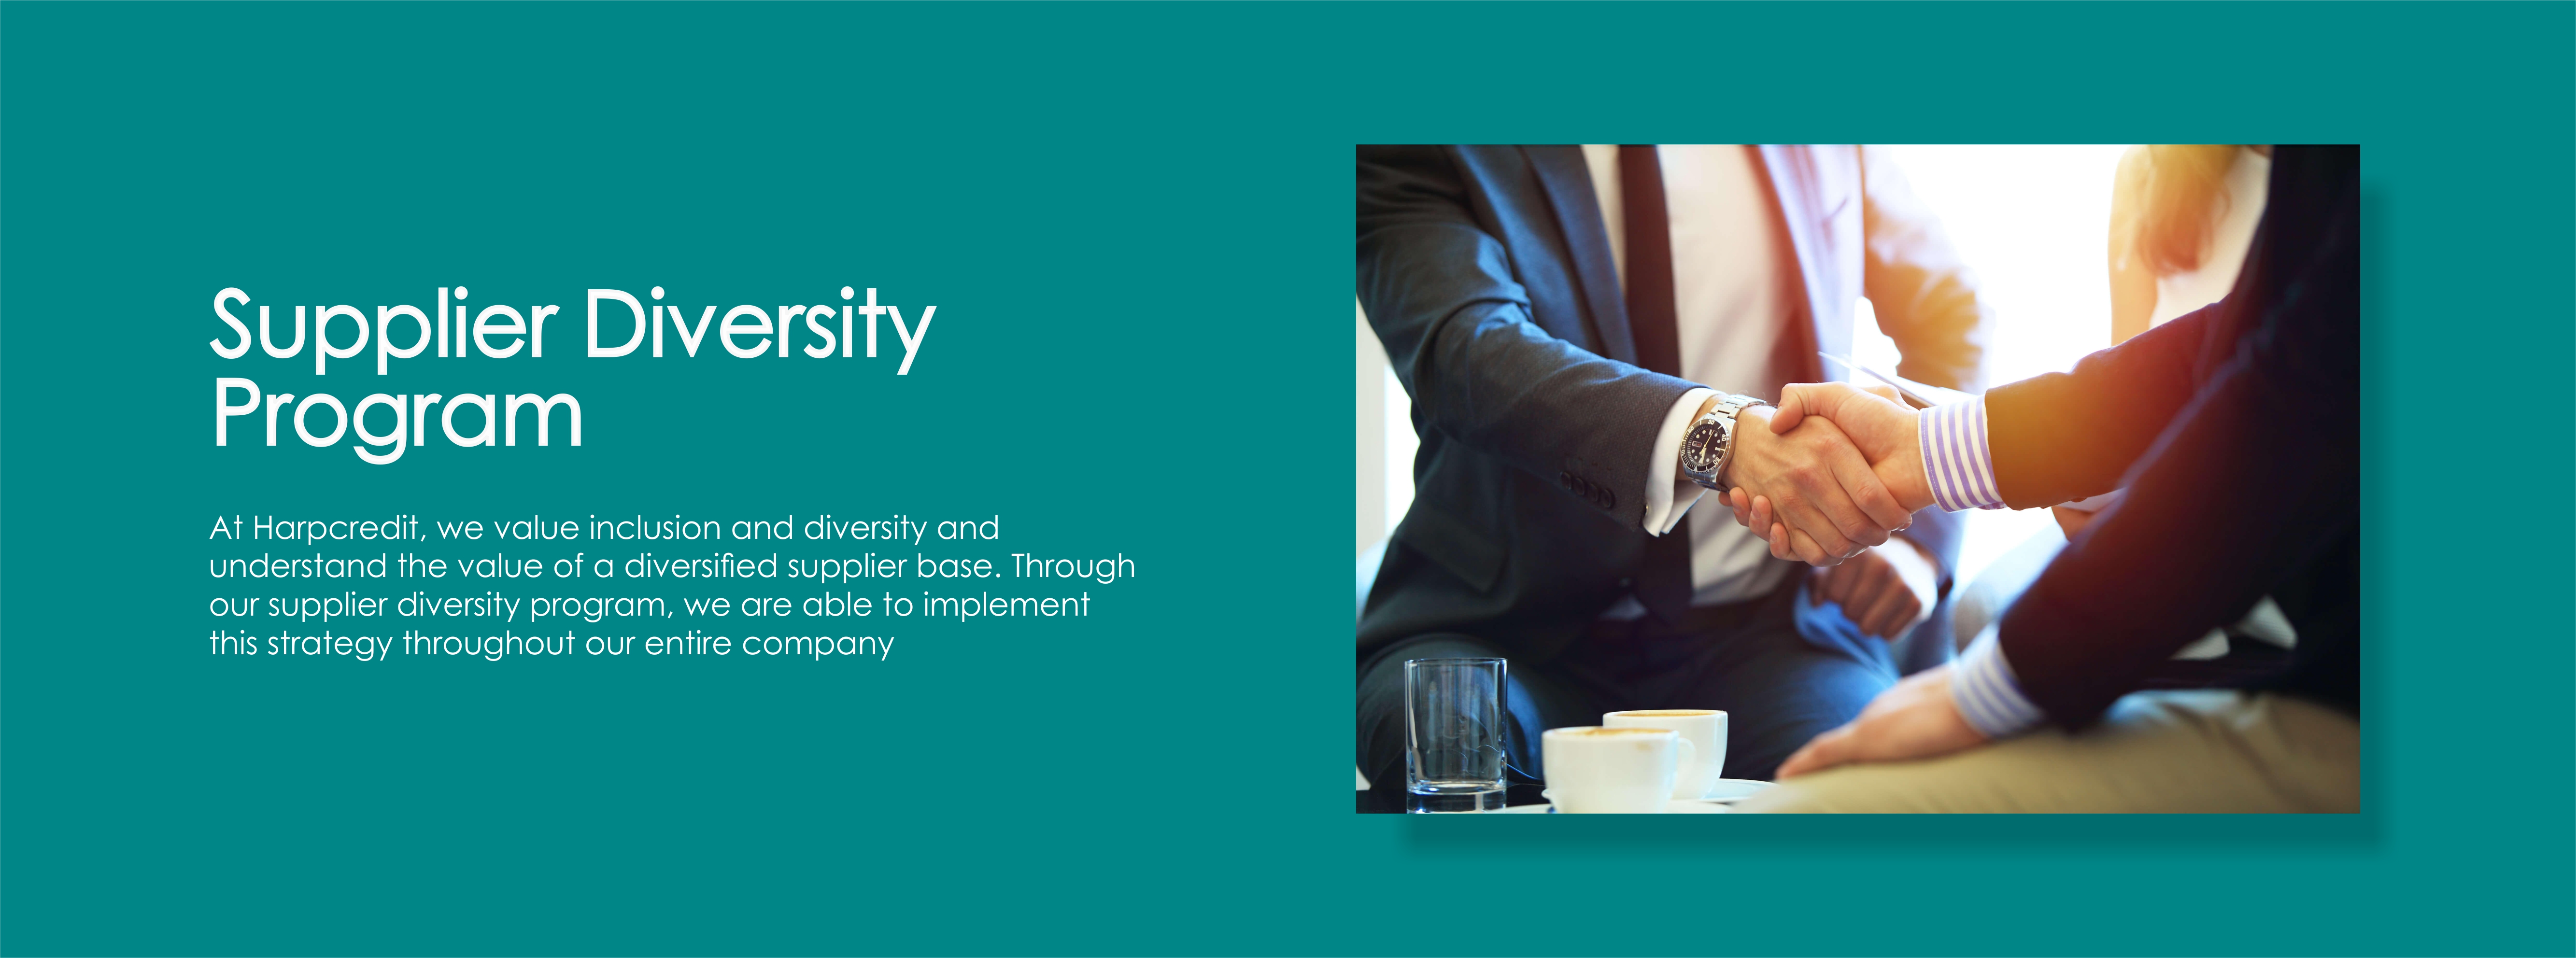 Supplier Diversity
Program
At Harpcredit, we value inclusion and diversity and
understand the value of a diversified supplier base. Through
our supplier diversity program, we are able to implement
this strategy throughout our entire company